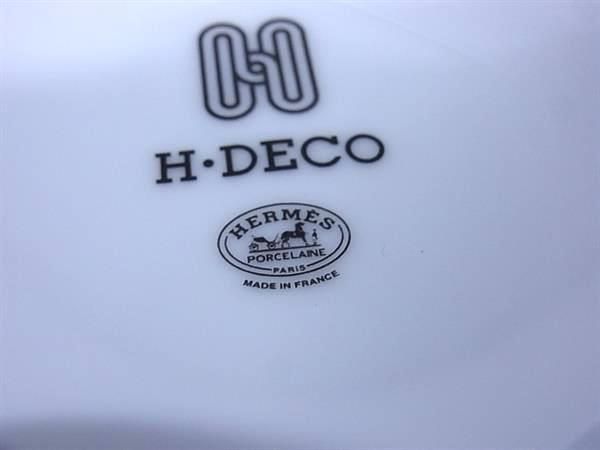 H·DECO
HERMÈS
PORCELAINE
PARIS
MADE IN FRANCE